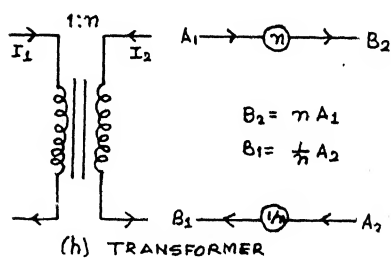 1:n
I₁ I₂
A₁ n B₂
B₂ = n A₁
B₁ = 1/n A₂
B₁ 1/n A₂
(h) TRANSFORMER